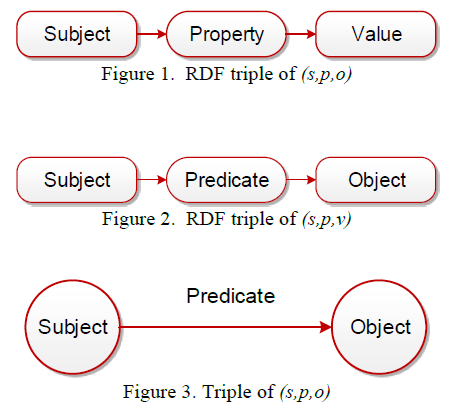 Subject Property Value
Figure 1. RDF triple of (s,p,o)
Subject Predicate Object
Figure 2. RDF triple of (s,p,v)
Predicate
Subject Object
Figure 3. Triple of (s,p,o)